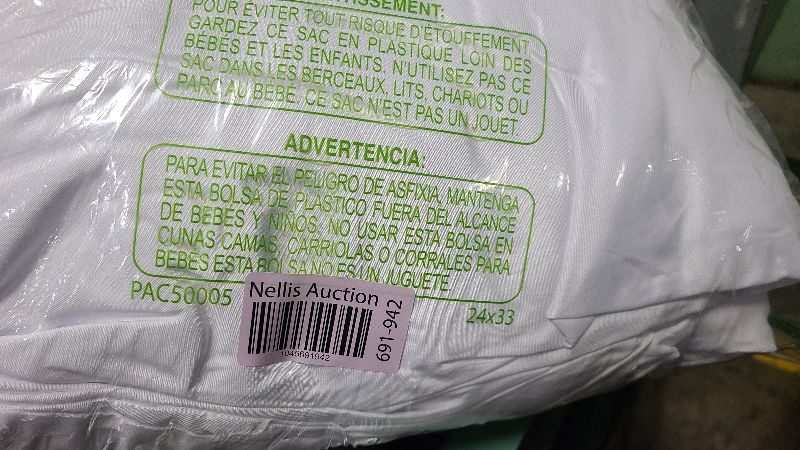 TISSEMENT:
POUR ÉVITER TOUT RISQUE D'ÉTOUFFEMENT
GARDEZ CE SAC EN PLASTIQUE LOIN DES
BÉBÉS ET LES ENFANTS. N'UTILISEZ PAS CE
SAC DANS LES BERCEAUX, LITS, CHARIOTS OU
PARC AU BÉBÉ, CE SAC N'EST PAS UN JOUET.
ADVERTENCIA:
PARA EVITAR EL PELIGRO DE ASFIXIA, MANTENGA
ESTA BOLSA DE PLASTICO FUERA DEL ALCANCE
DE BEBES Y NIÑOS, NO USAR ESTA BOLSA EN
CUNAS CAMAS, CARRIOLAS O CORRALES PARA
BEBES ESTA BOLSA NO ES UN JUGUETE.
PAC50005
24x33
Nellis Auction
1045691942
691-942